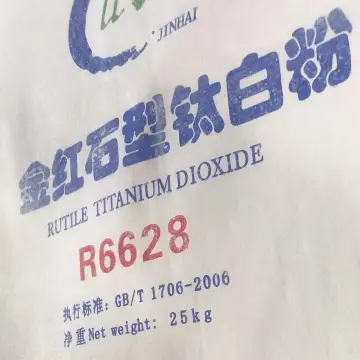 JINHAI
金红石型钛白粉
RUTILE TITANIUM DIOXIDE
R6628
执行标准: GB/T 1706-2006
净重Net weight: 25kg